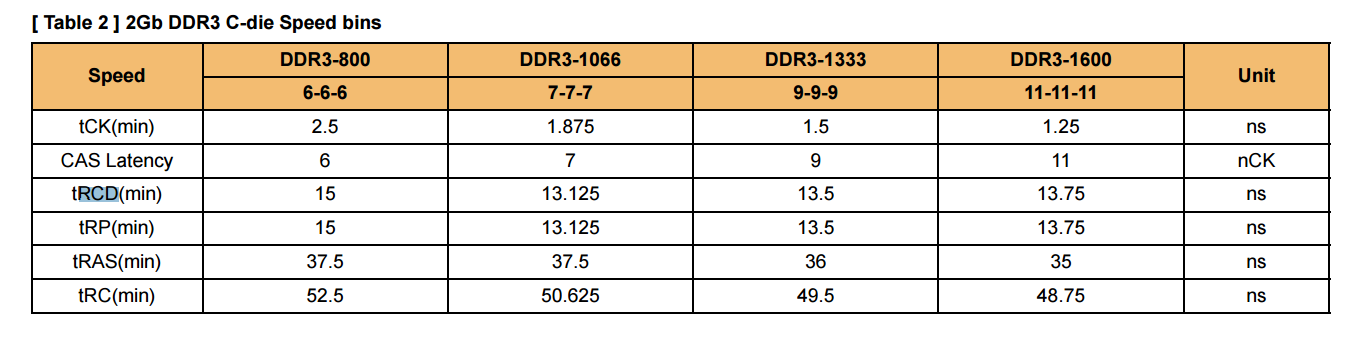 [ Table 2 ] 2Gb DDR3 C-die Speed bins
Speed DDR3-800 DDR3-1066 DDR3-1333 DDR3-1600 Unit
6-6-6 7-7-7 9-9-9 11-11-11
tCK(min) 2.5 1.875 1.5 1.25 ns
CAS Latency 6 7 9 11 nCK
tRCD(min) 15 13.125 13.5 13.75 ns
tRP(min) 15 13.125 13.5 13.75 ns
tRAS(min) 37.5 37.5 36 35 ns
tRC(min) 52.5 50.625 49.5 48.75 ns